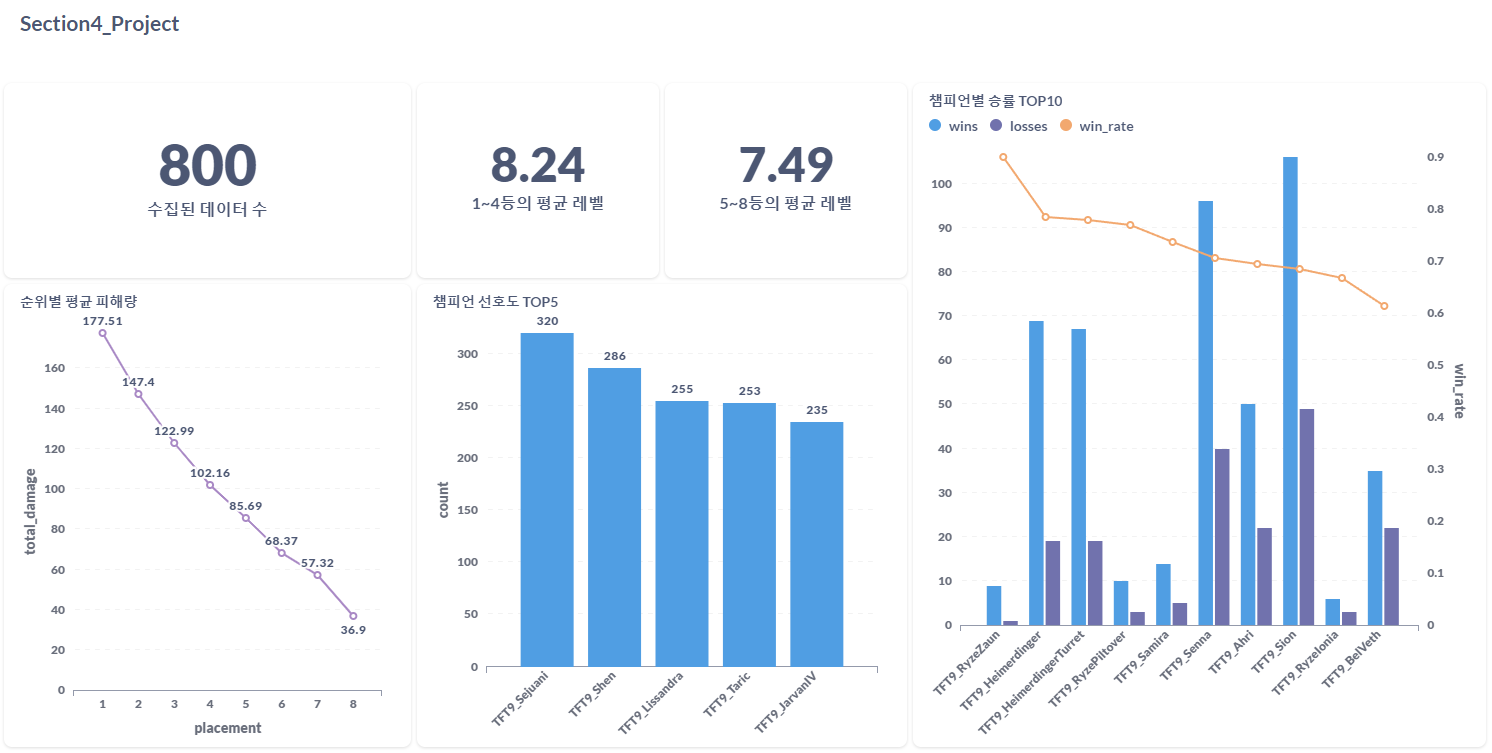 Section4_Project
800
수집된 데이터 수
8.24
1~4등의 평균 레벨
7.49
5~8등의 평균 레벨
챔피언별 승률 TOP10
wins losses win_rate
100
90
80
70
60
50
40
30
20
10
0
0.9
0.8
0.7
0.6
0.5
0.4
0.3
0.2
0.1
0
win_rate
TFT9_RyzeZaun
TFT9_Heimerdinger
TFT9_HeimerdingerTurret
TFT9_RyzePiltover
TFT9_Samira
TFT9_Senna
TFT9_Ahri
TFT9_Sion
TFT9_RyzeIonia
TFT9_BelVeth
순위별 평균 피해량
177.51
147.4
122.99
102.16
85.69
68.37
57.32
36.9
160
140
120
100
80
60
40
20
0
total_damage
1 2 3 4 5 6 7 8
placement
챔피언 선호도 TOP5
320
286
255
253
235
300
250
200
150
100
50
0
count
TFT9_Sejuani
TFT9_Shen
TFT9_Lissandra
TFT9_Taric
TFT9_JarvanIV